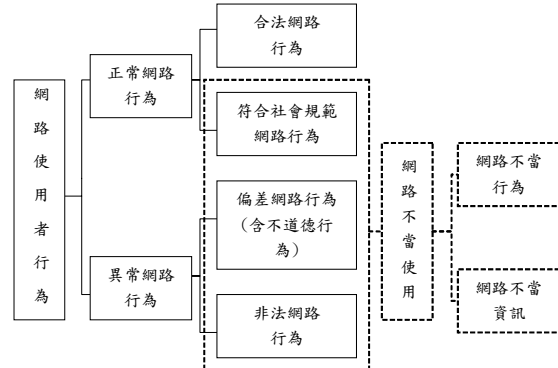 網路使用者行為
正常網路
行為
異常網路
行為
合法網路
行為
符合社會規範
網路行為
偏差網路行為
（含不道德行
為）
非法網路
行為
網路不當使用
網路不當
行為
網路不當
資訊